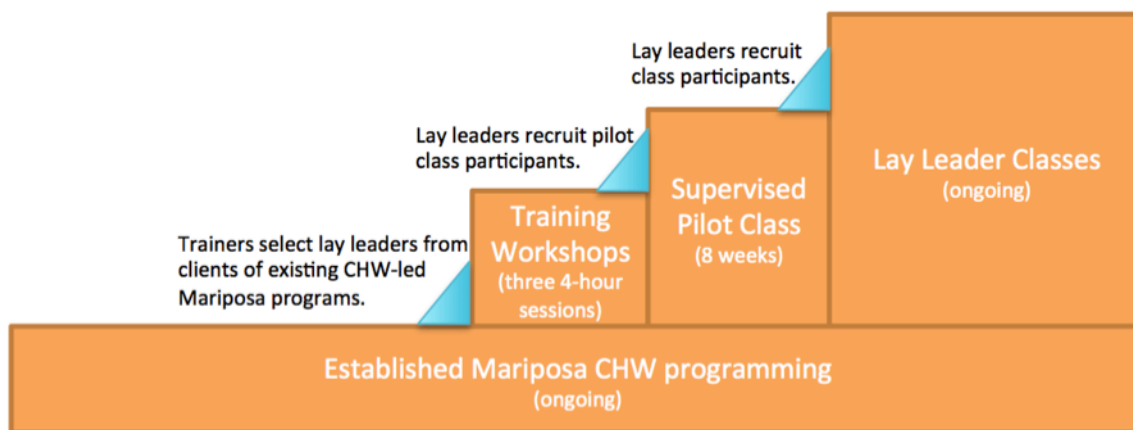 Lay leaders recruit
class participants.
Lay leaders recruit pilot
class participants.
Lay Leader Classes
(ongoing)
Supervised
Pilot Class
(8 weeks)
Training
Workshops
(three 4-hour
sessions)
Trainers select lay leaders from
clients of existing CHW-led
Mariposa programs.
Established Mariposa CHW programming
(ongoing)